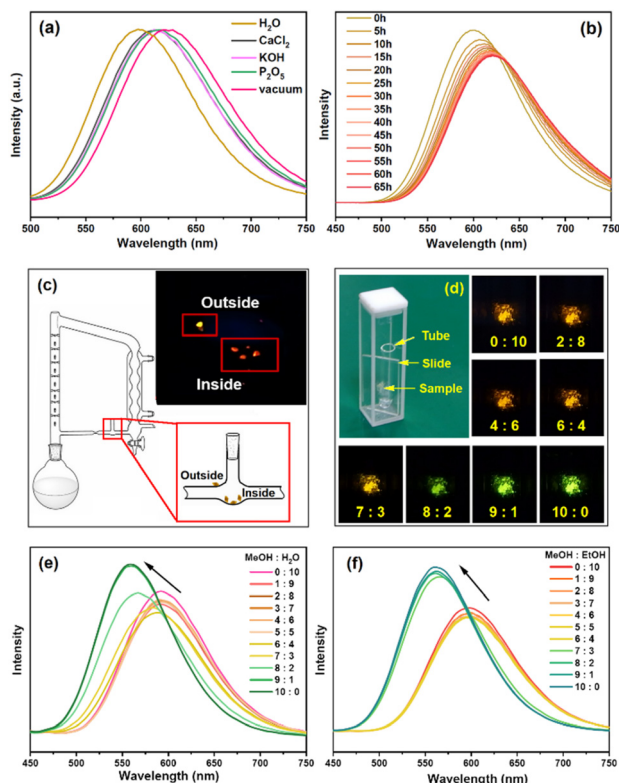 (a)
H₂O
CaCl₂
KOH
P₂O₅
vacuum
Intensity (a.u.)
500 550 600 650 700 750
Wavelength (nm)
(b)
0h
5h
10h
15h
20h
25h
30h
35h
40h
45h
50h
55h
60h
65h
Intensity
450 500 550 600 650 700 750
Wavelength (nm)
(c)
Outside
Inside
Outside
Inside
(d)
Tube
Slide
Sample
0 : 10
2 : 8
4 : 6
6 : 4
7 : 3
8 : 2
9 : 1
10 : 0
(e)
MeOH : H₂O
0 : 10
1 : 9
2 : 8
3 : 7
4 : 6
5 : 5
6 : 4
7 : 3
8 : 2
9 : 1
10 : 0
Intensity
450 500 550 600 650 700 750
Wavelength (nm)
(f)
MeOH : EtOH
0 : 10
1 : 9
2 : 8
3 : 7
4 : 6
5 : 5
6 : 4
7 : 3
8 : 2
9 : 1
10 : 0
Intensity
450 500 550 600 650 700 750
Wavelength (nm)